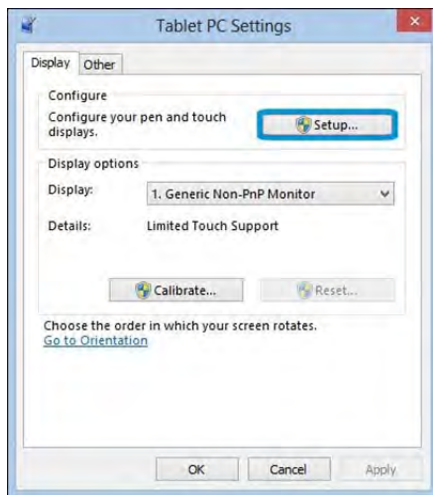 Tablet PC Settings
Display Other
Configure
Configure your pen and touch
displays.
Setup...
Display options
Display: 1. Generic Non-PnP Monitor
Details: Limited Touch Support
Calibrate... Reset...
Choose the order in which your screen rotates.
Go to Orientation
OK Cancel Apply